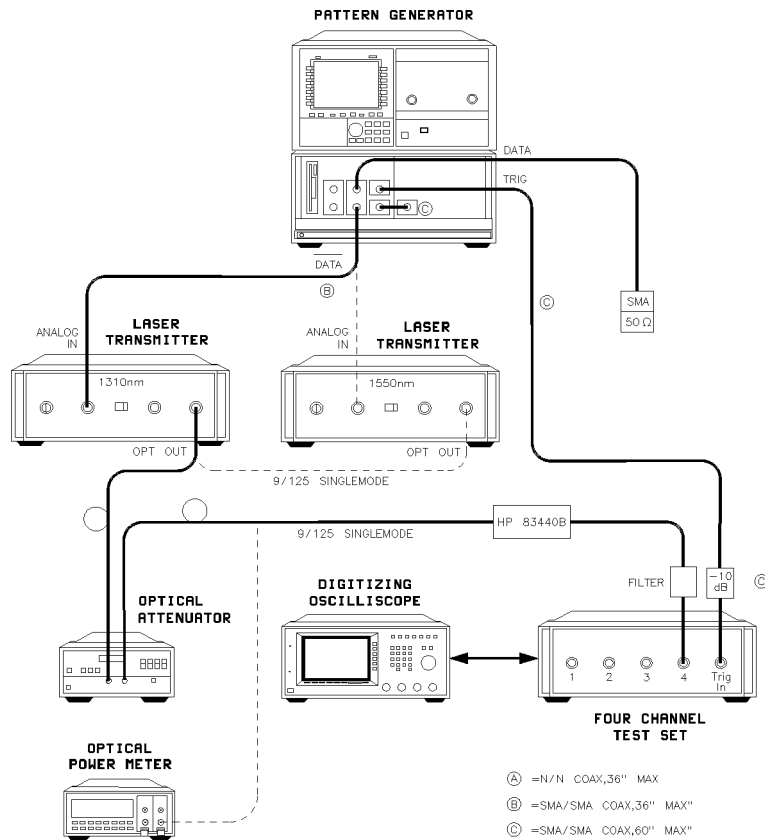 PATTERN GENERATOR
DATA
TRIG
Ⓒ
DATA
Ⓑ
Ⓒ
SMA
50 Ω
ANALOG
IN
LASER
TRANSMITTER
1310nm
OPT OUT
ANALOG
IN
LASER
TRANSMITTER
1550nm
OPT OUT
9/125 SINGLEMODE
9/125 SINGLEMODE
HP 83440B
FILTER
-10
dB
Ⓒ
OPTICAL
ATTENUATOR
8888
DIGITIZING
OSCILLISCOPE
1 2 3 4 Trig
In
FOUR CHANNEL
TEST SET
OPTICAL
POWER METER
Ⓐ =N/N COAX,36" MAX
Ⓑ =SMA/SMA COAX,36" MAX"
Ⓒ =SMA/SMA COAX,60" MAX"